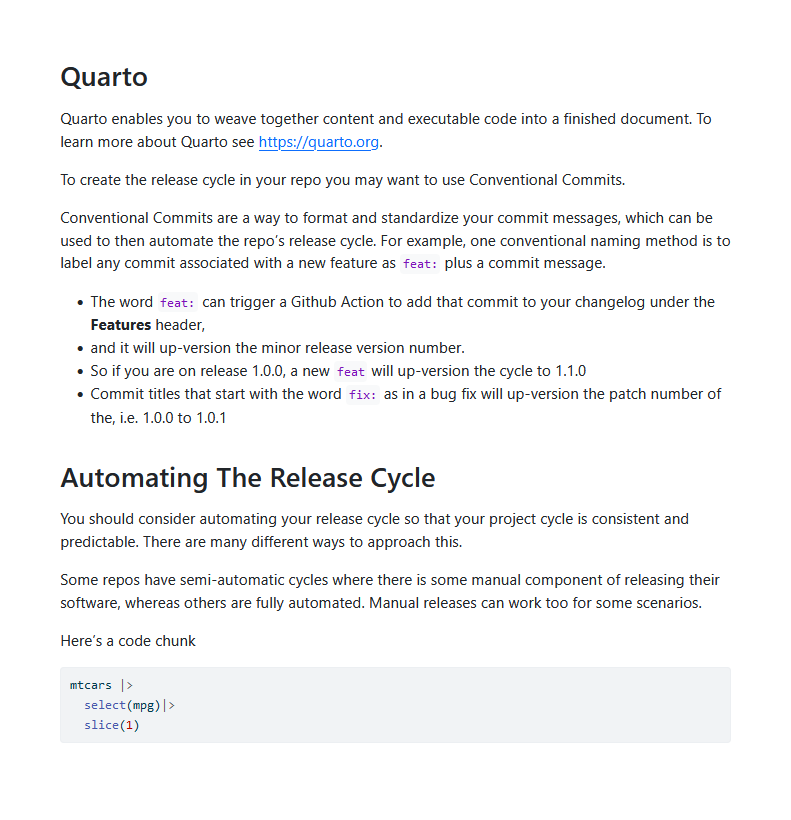 Quarto
Quarto enables you to weave together content and executable code into a finished document. To
learn more about Quarto see https://quarto.org.
To create the release cycle in your repo you may want to use Conventional Commits.
Conventional Commits are a way to format and standardize your commit messages, which can be
used to then automate the repo’s release cycle. For example, one conventional naming method is to
label any commit associated with a new feature as feat: plus a commit message.
• The word feat: can trigger a Github Action to add that commit to your changelog under the
Features header,
• and it will up-version the minor release version number.
• So if you are on release 1.0.0, a new feat will up-version the cycle to 1.1.0
• Commit titles that start with the word fix: as in a bug fix will up-version the patch number of
the, i.e. 1.0.0 to 1.0.1
Automating The Release Cycle
You should consider automating your release cycle so that your project cycle is consistent and
predictable. There are many different ways to approach this.
Some repos have semi-automatic cycles where there is some manual component of releasing their
software, whereas others are fully automated. Manual releases can work too for some scenarios.
Here’s a code chunk
mtcars |>
  select(mpg)|>
  slice(1)